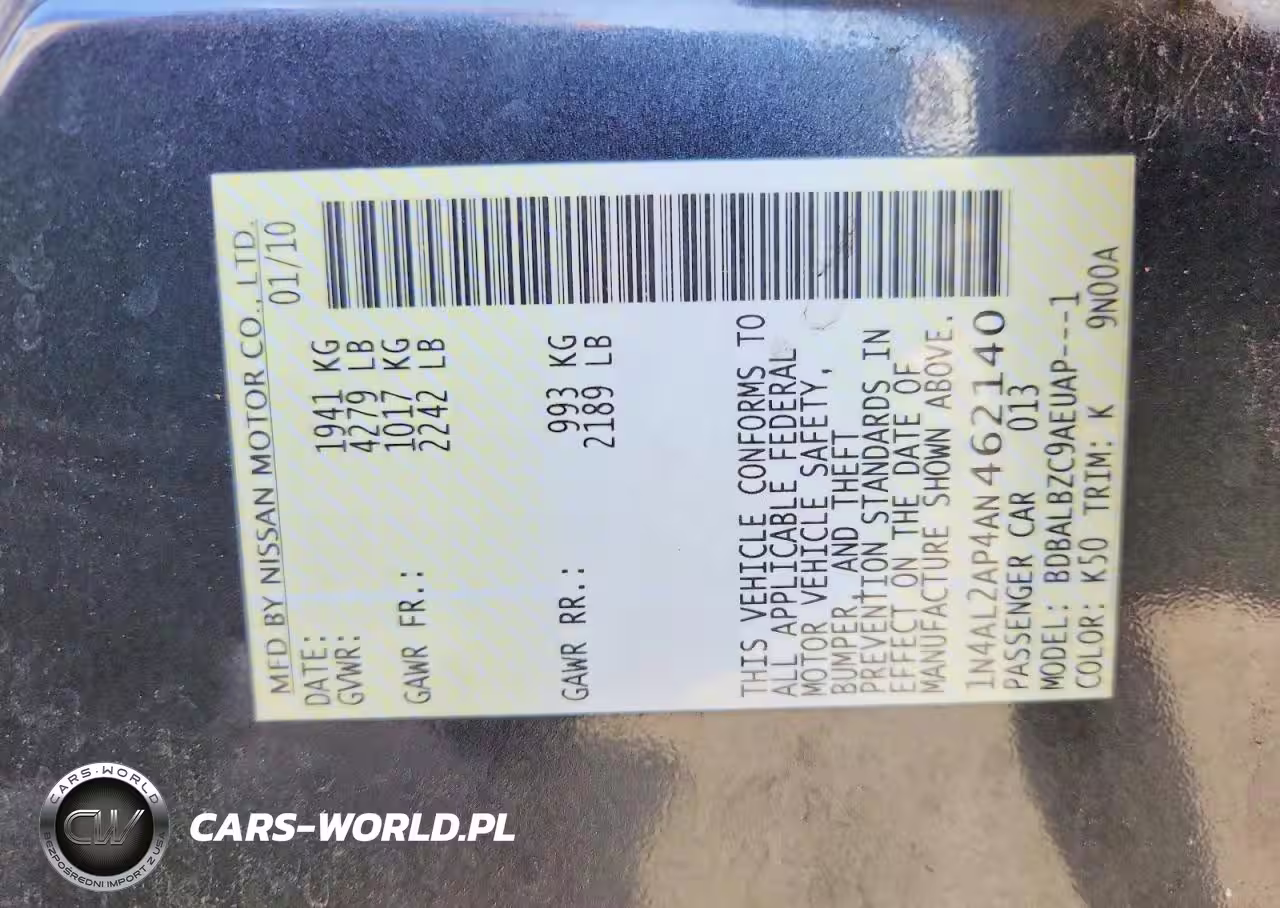 MFD BY NISSAN MOTOR CO., LTD.
DATE: 01/10
GVWR: 1941 KG
4279 LB
GAWR FR.: 1017 KG
2242 LB
GAWR RR.: 993 KG
2189 LB
THIS VEHICLE CONFORMS TO
ALL APPLICABLE FEDERAL
MOTOR VEHICLE SAFETY,
BUMPER, AND THEFT
PREVENTION STANDARDS IN
EFFECT ON THE DATE OF
MANUFACTURE SHOWN ABOVE.
1N4AL2AP4AN462140
PASSENGER CAR 013
MODEL: BDBALBZC9AEUAP---1
COLOR: K50 TRIM: K 9N00A
CARS-WORLD
CW
BEZPOŚREDNI IMPORT Z USA
CARS-WORLD.PL